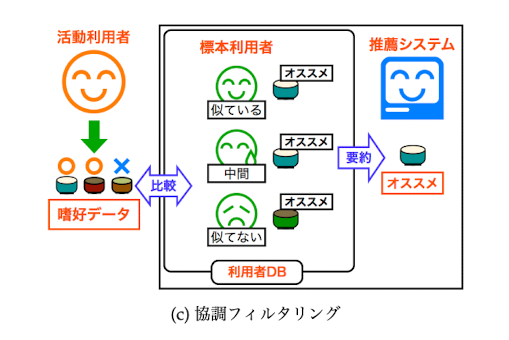 活動利用者
嗜好データ
比較
標本利用者
オススメ
似ている
オススメ
中間
オススメ
似てない
利用者DB
要約
推薦システム
オススメ
(c) 協調フィルタリング